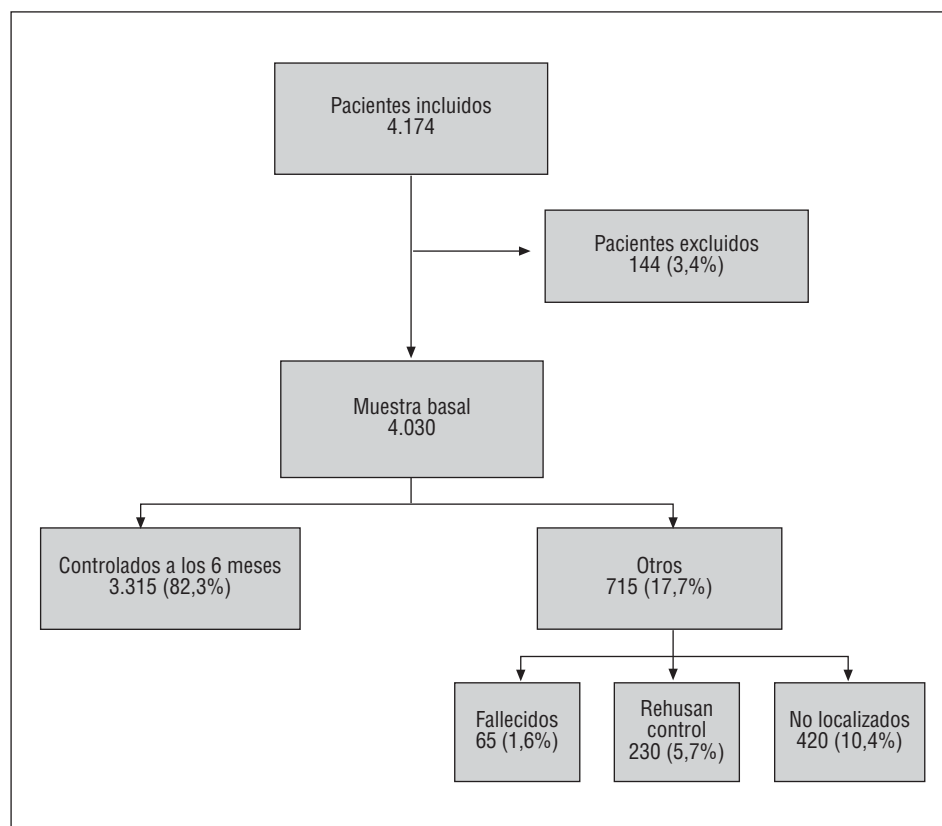 Pacientes incluidos
4.174
Pacientes excluidos
144 (3,4%)
Muestra basal
4.030
Controlados a los 6 meses
3.315 (82,3%)
Otros
715 (17,7%)
Fallecidos
65 (1,6%)
Rehusan
control
230 (5,7%)
No localizados
420 (10,4%)